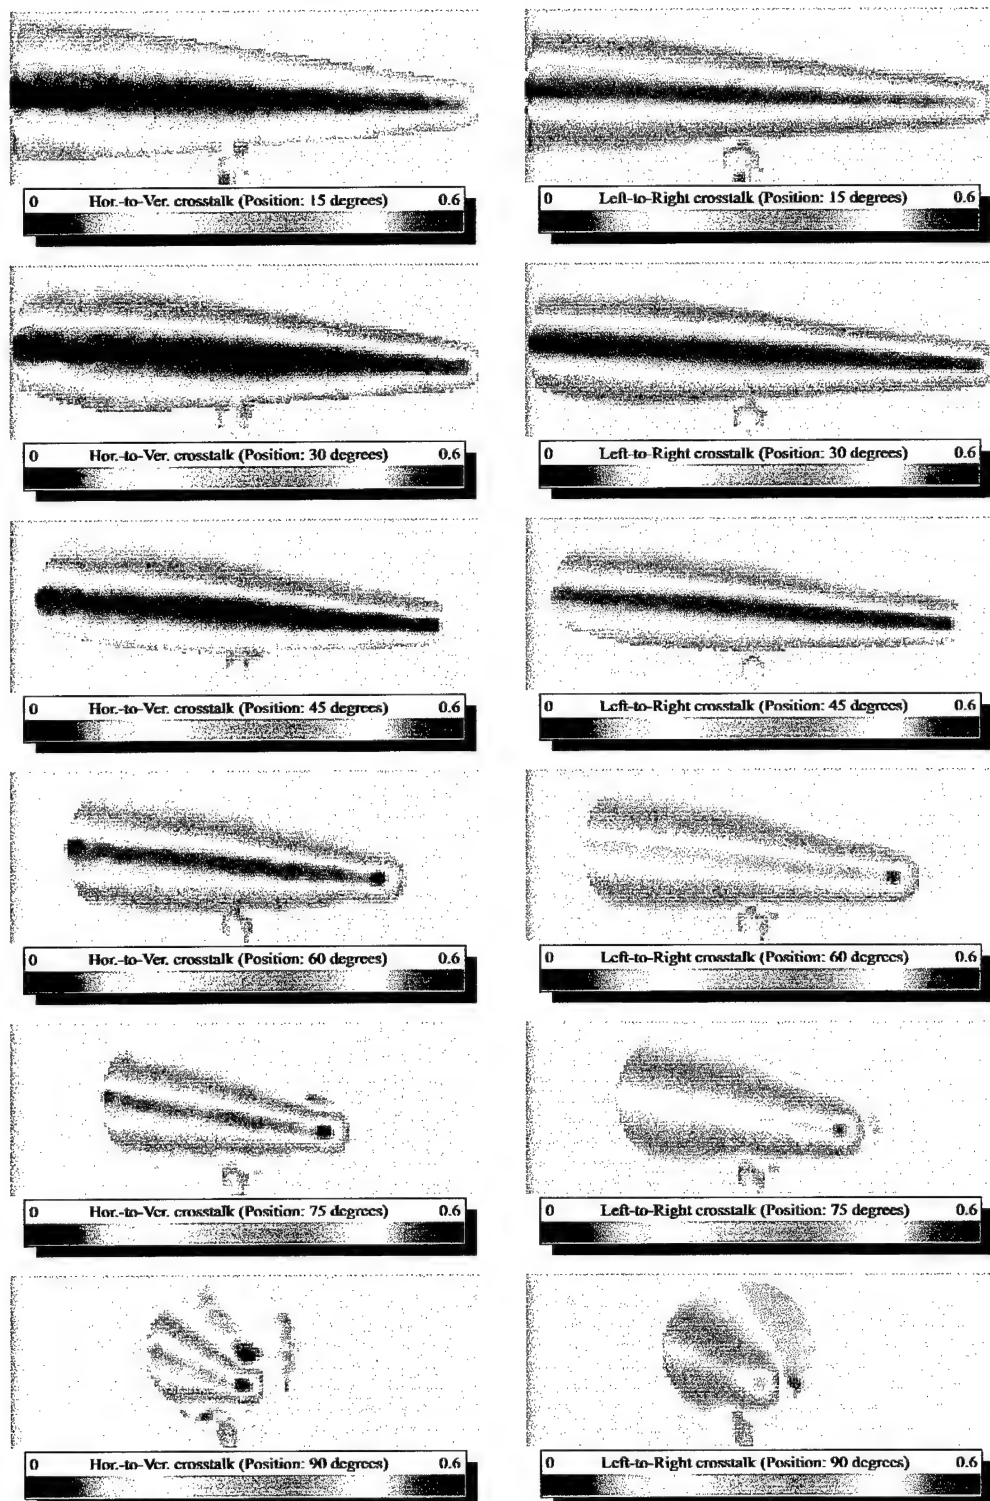 0 Hor.-to-Ver. crosstalk (Position: 15 degrees) 0.6
0 Left-to-Right crosstalk (Position: 15 degrees) 0.6
0 Hor.-to-Ver. crosstalk (Position: 30 degrees) 0.6
0 Left-to-Right crosstalk (Position: 30 degrees) 0.6
0 Hor.-to-Ver. crosstalk (Position: 45 degrees) 0.6
0 Left-to-Right crosstalk (Position: 45 degrees) 0.6
0 Hor.-to-Ver. crosstalk (Position: 60 degrees) 0.6
0 Left-to-Right crosstalk (Position: 60 degrees) 0.6
0 Hor.-to-Ver. crosstalk (Position: 75 degrees) 0.6
0 Left-to-Right crosstalk (Position: 75 degrees) 0.6
0 Hor.-to-Ver. crosstalk (Position: 90 degrees) 0.6
0 Left-to-Right crosstalk (Position: 90 degrees) 0.6